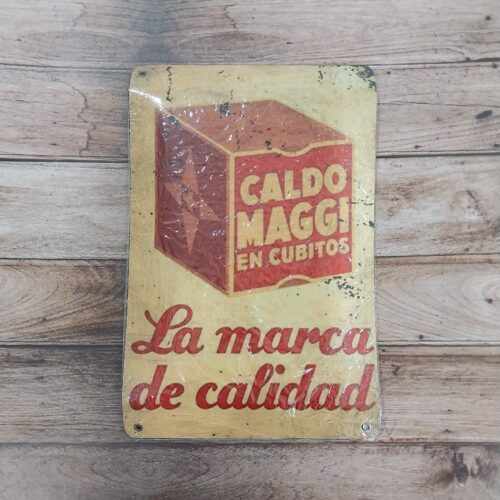 CALDO
MAGGI
EN CUBITOS
La marca
de calidad